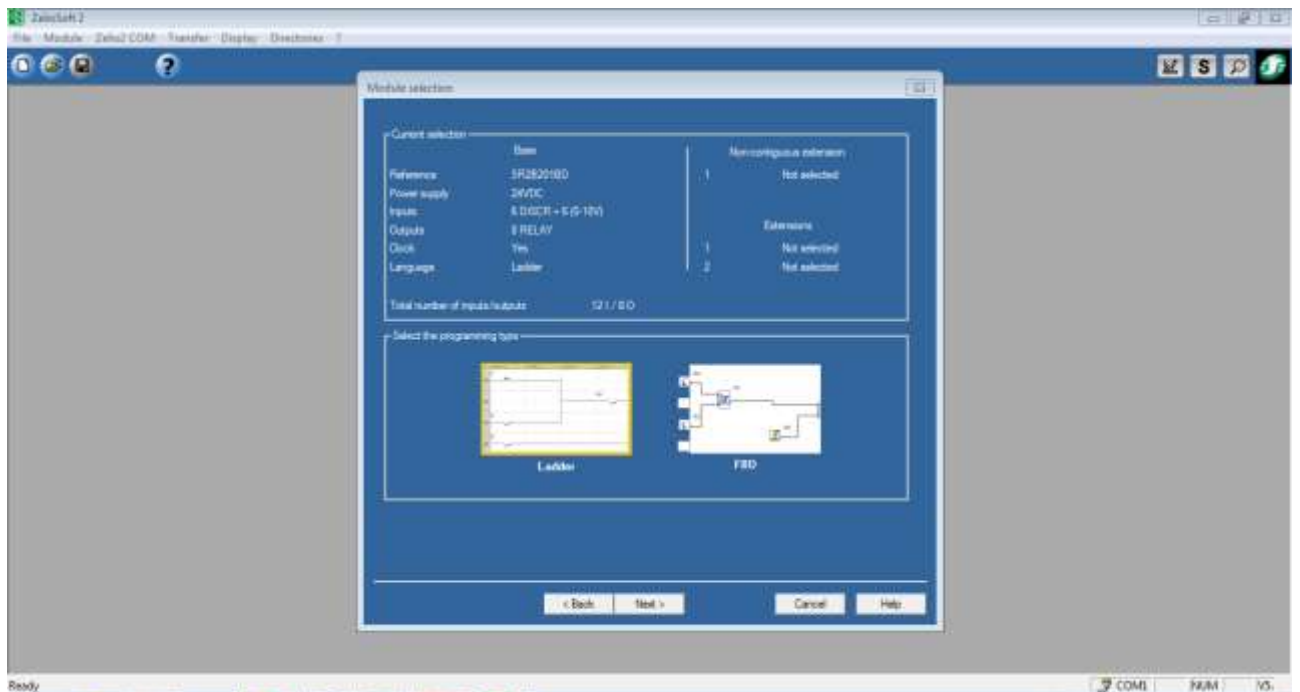 ZelioSoft 2
File Module Zelio2 COM Transfer Display Directories ?
S
Module selection
Current selection
Base
Non contiguous extension
Reference SR2B201BD 1 Not selected
Power supply 24VDC
Inputs 6 DISCR + 6 (0-10V)
Outputs 8 RELAY Extensions
Clock Yes 1 Not selected
Language Ladder 2 Not selected
Total number of inputs/outputs 12 I / 8 O
Select the programming type
Ladder FBD
< Back Next > Cancel Help
Ready COM1 NUM V5.